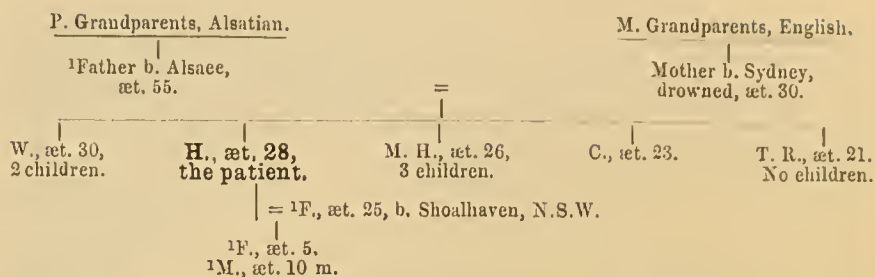 P. Grandparents, Alsatian. M. Grandparents, English.
¹Father b. Alsace, Mother b. Sydney,
æt. 55. drowned, æt. 30.
=
W., æt. 30, H., æt. 28, M. H., æt. 26, C., æt. 23. T. R., æt. 21.
2 children. the patient. 3 children. No children.
= ¹F., æt. 25, b. Shoalhaven, N.S.W.
¹F., æt. 5.
¹M., æt. 10 m.